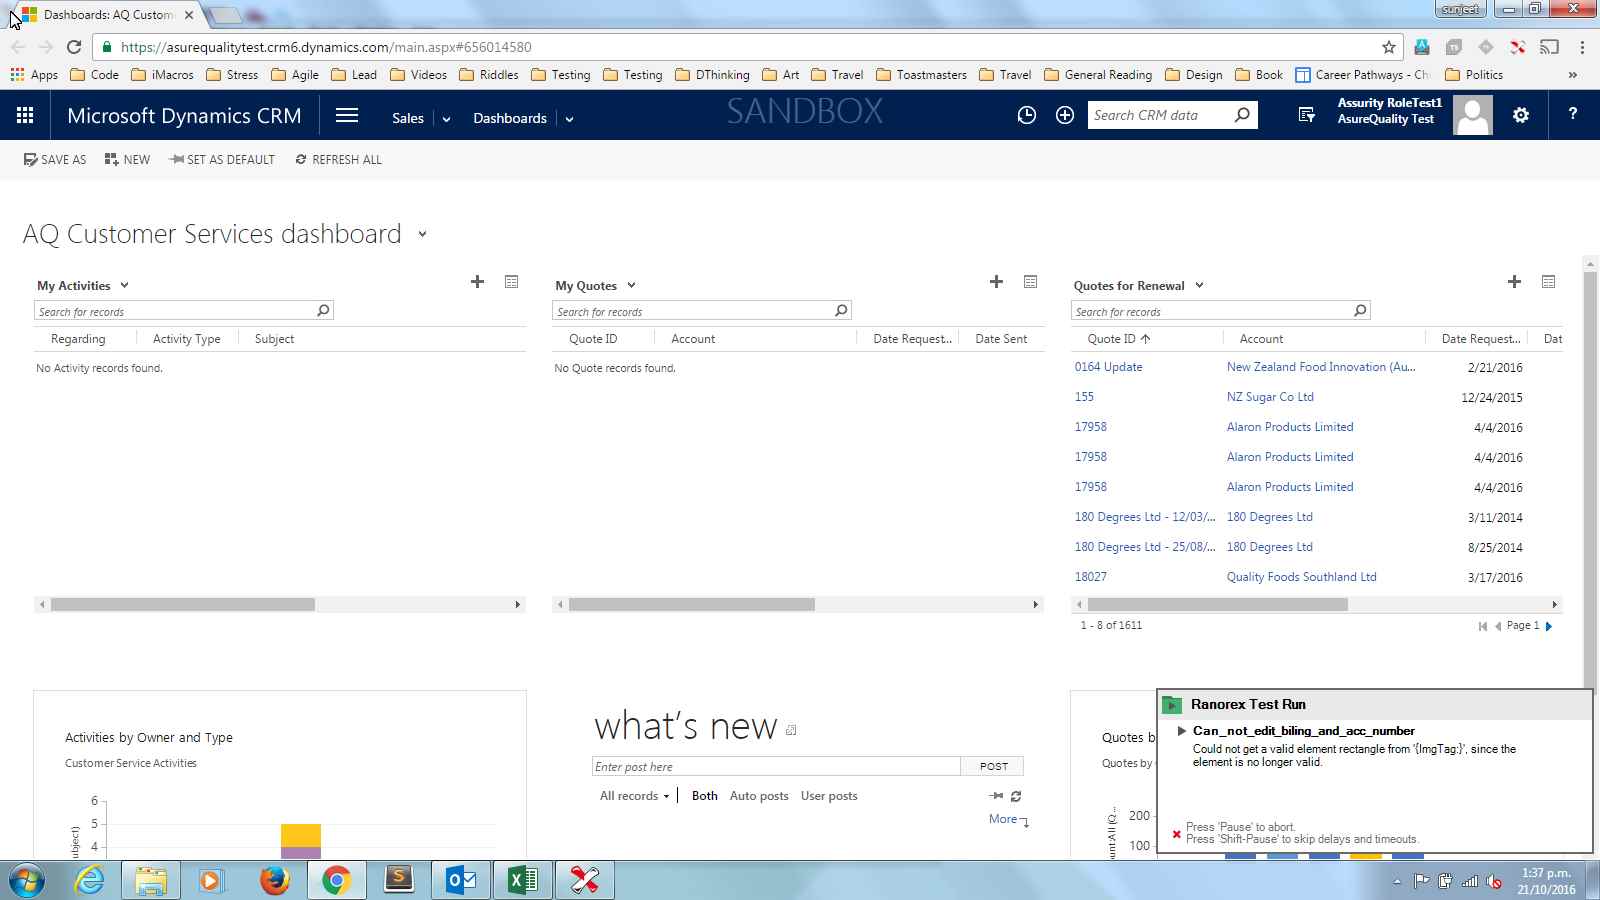 Dashboards: AQ Custom
sunjeet
https://asurequalitytest.crm6.dynamics.com/main.aspx#656014580
Apps Code iMacros Stress Agile Lead Videos Riddles Testing Testing DThinking Art Travel Toastmasters Travel General Reading Design Book Career Pathways - Ch Politics »
Microsoft Dynamics CRM Sales Dashboards SANDBOX Search CRM data
Assurity RoleTest1
AsureQuality Test
?
SAVE AS NEW SET AS DEFAULT REFRESH ALL
AQ Customer Services dashboard
My Activities
Search for records
Regarding Activity Type Subject
No Activity records found.
My Quotes
Search for records
Quote ID Account Date Request... Date Sent
No Quote records found.
Quotes for Renewal
Search for records
Quote ID Account Date Request... Dat
0164 Update New Zealand Food Innovation (Au... 2/21/2016
155 NZ Sugar Co Ltd 12/24/2015
17958 Alaron Products Limited 4/4/2016
17958 Alaron Products Limited 4/4/2016
17958 Alaron Products Limited 4/4/2016
180 Degrees Ltd - 12/03/... 180 Degrees Ltd 3/11/2014
180 Degrees Ltd - 25/08/... 180 Degrees Ltd 8/25/2014
18027 Quality Foods Southland Ltd 3/17/2016
1 - 8 of 1611 Page 1
Activities by Owner and Type
Customer Service Activities
6
5
4
ubject)
what's new
Enter post here POST
All records Both Auto posts User posts
More
Quotes b
Quotes by
200
100
ount:All (Q...
Ranorex Test Run
Can_not_edit_biling_and_acc_number
Could not get a valid element rectangle from '{ImgTag:}', since the
element is no longer valid.
Press 'Pause' to abort.
Press 'Shift-Pause' to skip delays and timeouts.
1:37 p.m.
21/10/2016